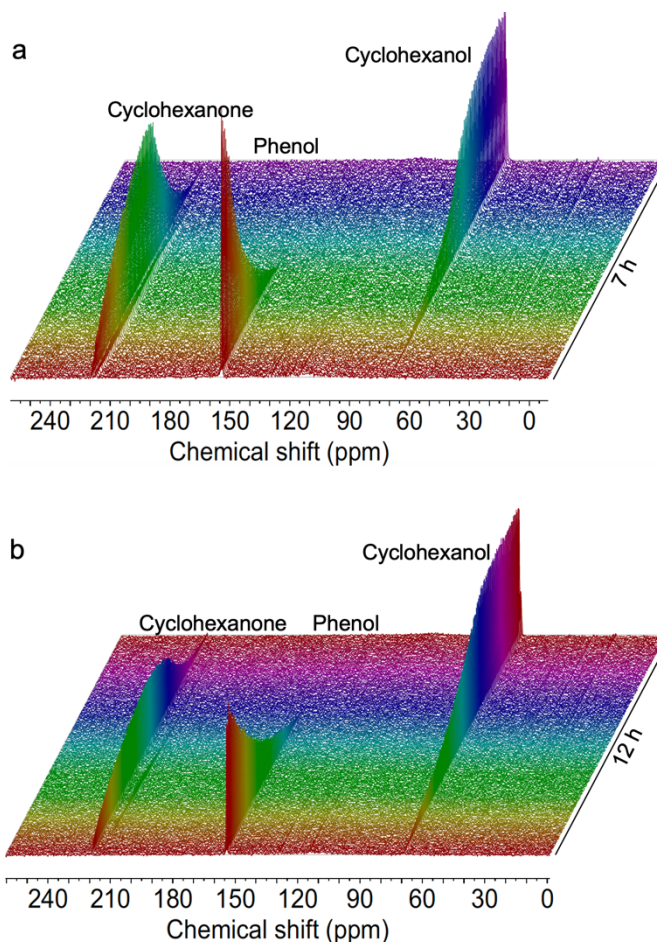 a
Cyclohexanol
Cyclohexanone
Phenol
7 h
240 210 180 150 120 90 60 30 0
Chemical shift (ppm)
b
Cyclohexanol
Cyclohexanone Phenol
12 h
240 210 180 150 120 90 60 30 0
Chemical shift (ppm)